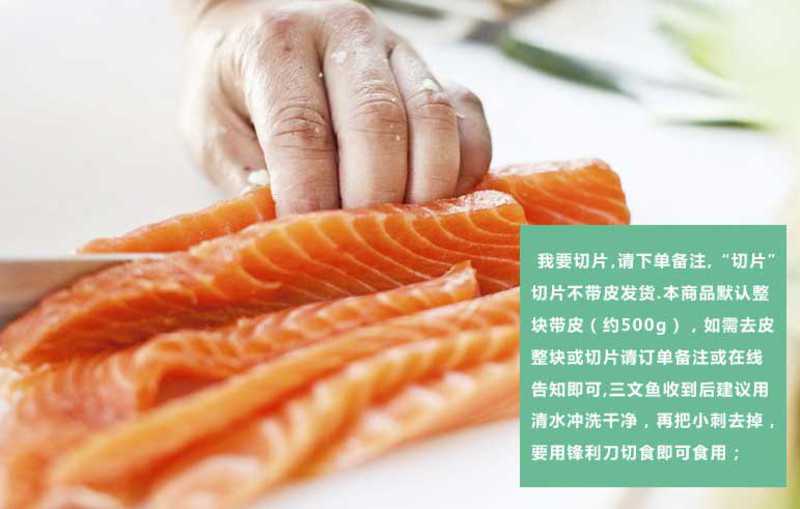 我要切片,请下单备注,“切片”
切片不带皮发货.本商品默认整
块带皮（约500g），如需去皮
整块或切片请订单备注或在线
告知即可,三文鱼收到后建议用
清水冲洗干净，再把小刺去掉，
要用锋利刀切食即可食用；